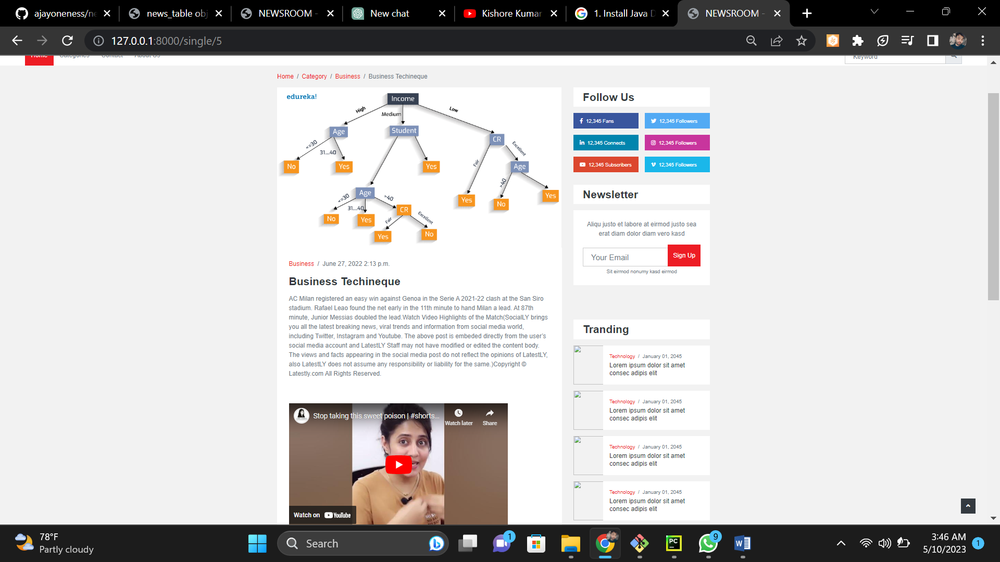 ajayoneness/ne
news_table obj
NEWSROOM -
New chat
Kishore Kumar
1. Install Java D
NEWSROOM -
127.0.0.1:8000/single/5
Home
Categories
Contact
About Us
Keyword
Home / Category / Business / Business Techineque
edureka!
Income
High
Medium
Low
Age
Student
CR
<=30
31....40
Excellent
Fair
No
Yes
Yes
Age
>40
Age
<=30
31....40
>40
Yes
No
Yes
CR
No
Yes
Fair
Excellent
Yes
No
Business / June 27, 2022 2:13 p.m.
Business Techineque
AC Milan registered an easy win against Genoa in the Serie A 2021-22 clash at the San Siro
stadium. Rafael Leao found the net early in the 11th minute to hand Milan a lead. At 87th
minute, Junior Messias doubled the lead.Watch Video Highlights of the Match(SocialLY brings
you all the latest breaking news, viral trends and information from social media world,
including Twitter, Instagram and Youtube. The above post is embeded directly from the user’s
social media account and LatestLY Staff may not have modified or edited the content body.
The views and facts appearing in the social media post do not reflect the opinions of LatestLY,
also LatestLY does not assume any responsibility or liability for the same.)Copyright ©
Latestly.com All Rights Reserved.
Stop taking this sweet poison | #shorts...
Watch later
Share
Watch on YouTube
Follow Us
12,345 Fans
12,345 Followers
12,345 Connects
12,345 Followers
12,345 Subscribers
12,345 Followers
Newsletter
Aliqu justo et labore at eirmod justo sea
erat diam dolor diam vero kasd
Your Email
Sign Up
Sit eirmod nonumy kasd eirmod
Tranding
Technology / January 01, 2045
Lorem ipsum dolor sit amet
consec adipis elit
Technology / January 01, 2045
Lorem ipsum dolor sit amet
consec adipis elit
Technology / January 01, 2045
Lorem ipsum dolor sit amet
consec adipis elit
Technology / January 01, 2045
Lorem ipsum dolor sit amet
consec adipis elit
78°F
Partly cloudy
Search
1
PC
9
W
3:46 AM
5/10/2023
1